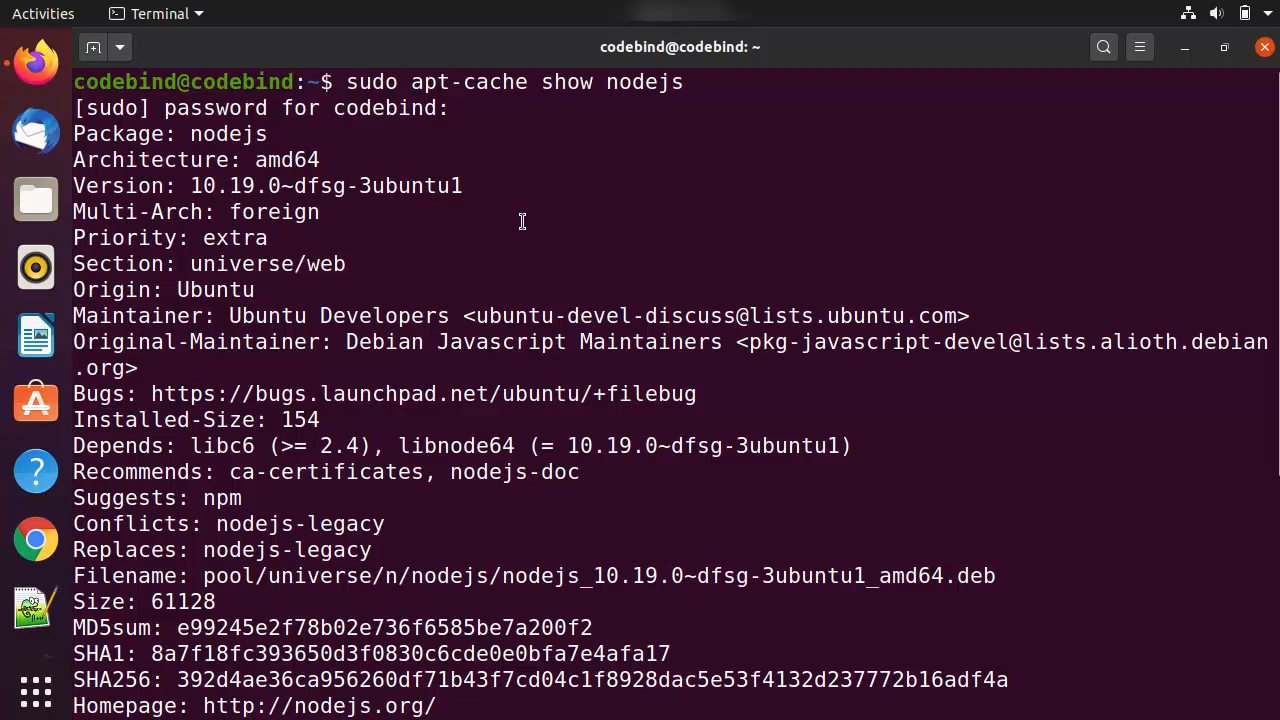 Activities
Terminal
codebind@codebind: ~
codebind@codebind:~$ sudo apt-cache show nodejs
[sudo] password for codebind:
Package: nodejs
Architecture: amd64
Version: 10.19.0~dfsg-3ubuntu1
Multi-Arch: foreign
Priority: extra
Section: universe/web
Origin: Ubuntu
Maintainer: Ubuntu Developers <ubuntu-devel-discuss@lists.ubuntu.com>
Original-Maintainer: Debian Javascript Maintainers <pkg-javascript-devel@lists.alioth.debian
.org>
Bugs: https://bugs.launchpad.net/ubuntu/+filebug
Installed-Size: 154
Depends: libc6 (>= 2.4), libnode64 (= 10.19.0~dfsg-3ubuntu1)
Recommends: ca-certificates, nodejs-doc
Suggests: npm
Conflicts: nodejs-legacy
Replaces: nodejs-legacy
Filename: pool/universe/n/nodejs/nodejs_10.19.0~dfsg-3ubuntu1_amd64.deb
Size: 61128
MD5sum: e99245e2f78b02e736f6585be7a200f2
SHA1: 8a7f18fc393650d3f0830c6cde0e0bfa7e4afa17
SHA256: 392d4ae36ca956260df71b43f7cd04c1f8928dac5e53f4132d237772b16adf4a
Homepage: http://nodejs.org/